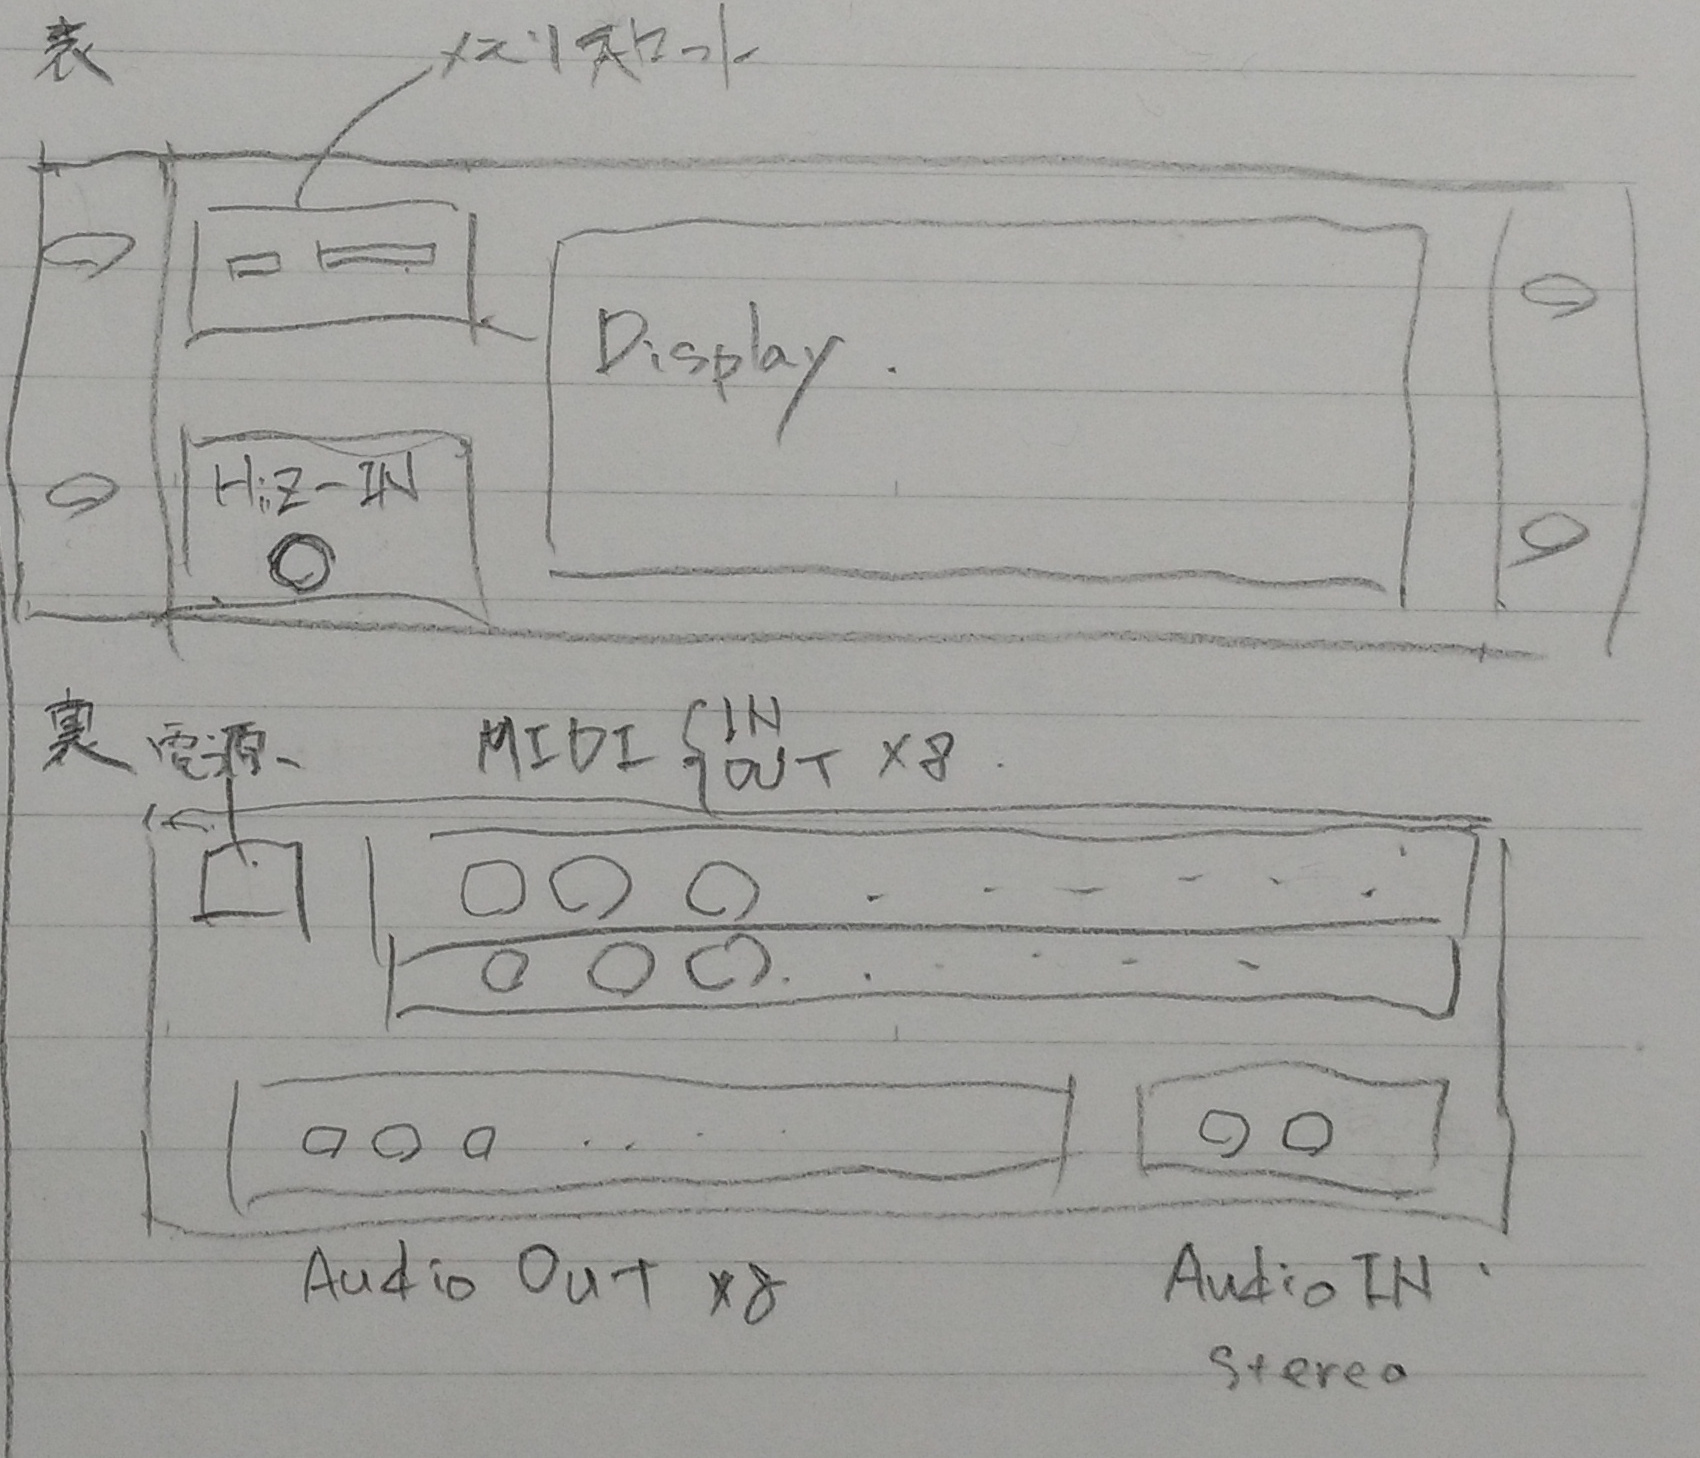 表
メモリスロット
Display.
HiZ-IN
裏 電源 MIDI { IN OUT ×8.
Audio OUT ×8
Audio IN
Stereo